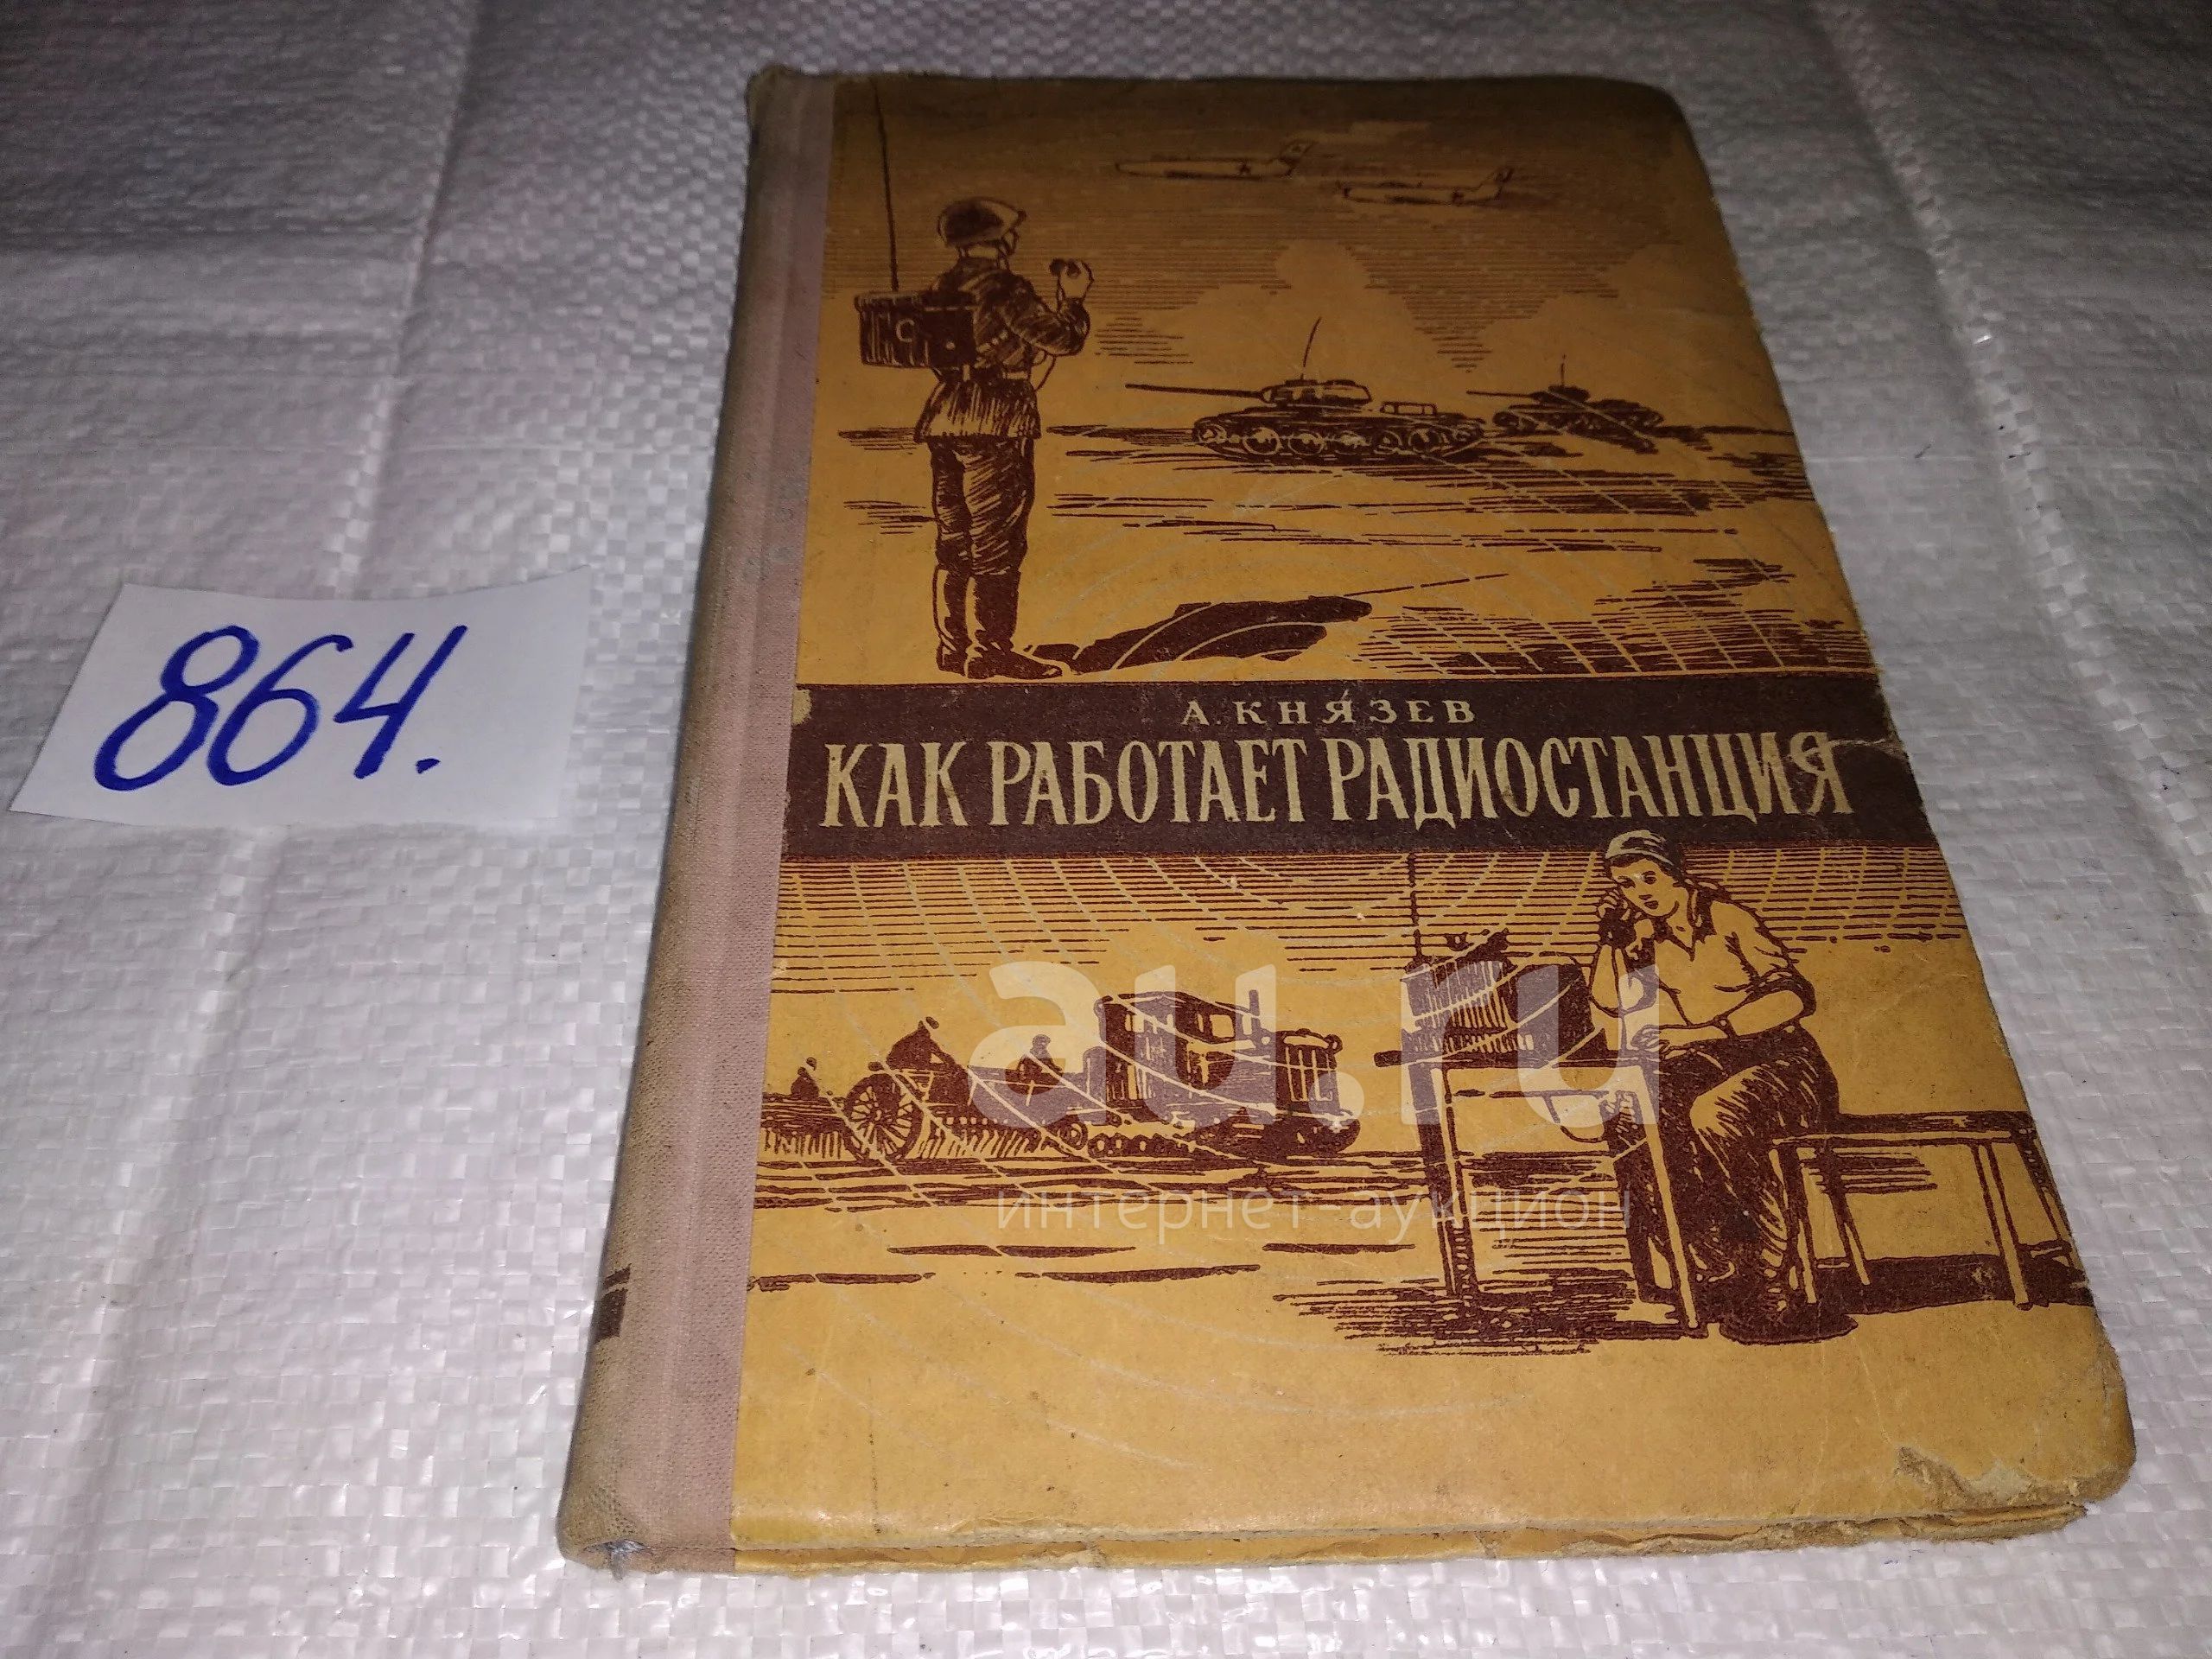 864.
А. КНЯЗЕВ
КАК РАБОТАЕТ РАДИОСТАНЦИЯ
au.ru
интернет-аукцион